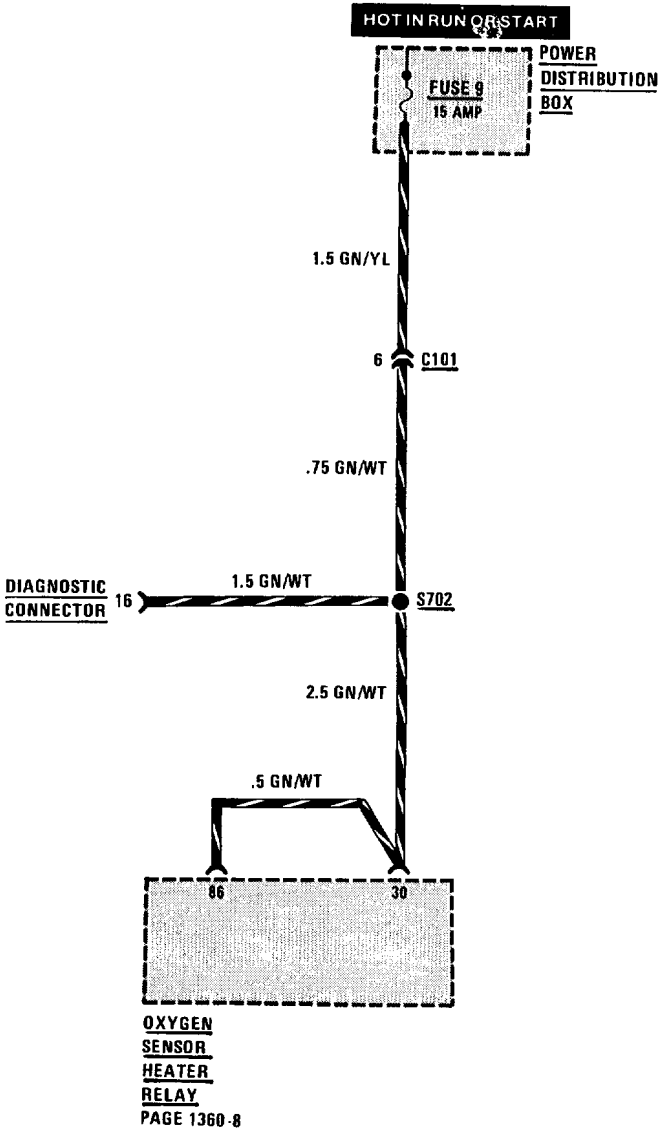 HOT IN RUN OR START
POWER
DISTRIBUTION
BOX
FUSE 9
15 AMP
1.5 GN/YL
6 C101
.75 GN/WT
1.5 GN/WT
DIAGNOSTIC
CONNECTOR
16
S702
2.5 GN/WT
.5 GN/WT
86 30
OXYGEN
SENSOR
HEATER
RELAY
PAGE 1360-8